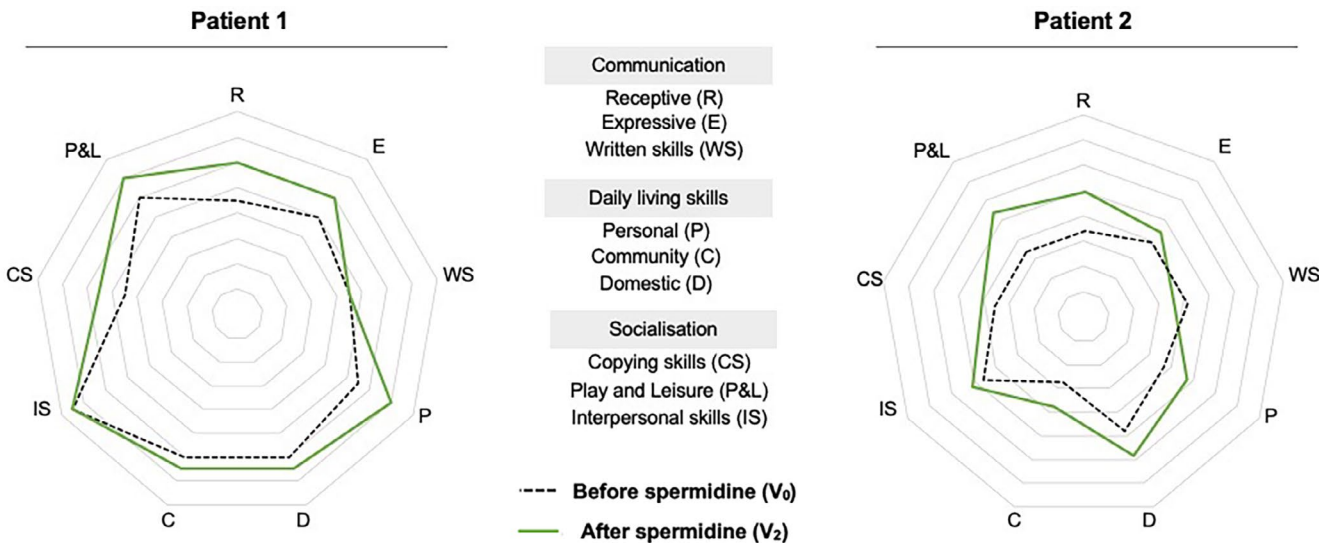 Patient 1
R
E
WS
P
D
C
IS
CS
P&L
Communication
Receptive (R)
Expressive (E)
Written skills (WS)
Daily living skills
Personal (P)
Community (C)
Domestic (D)
Socialisation
Copying skills (CS)
Play and Leisure (P&L)
Interpersonal skills (IS)
Before spermidine (V₀)
After spermidine (V₂)
Patient 2
R
E
WS
P
D
C
IS
CS
P&L